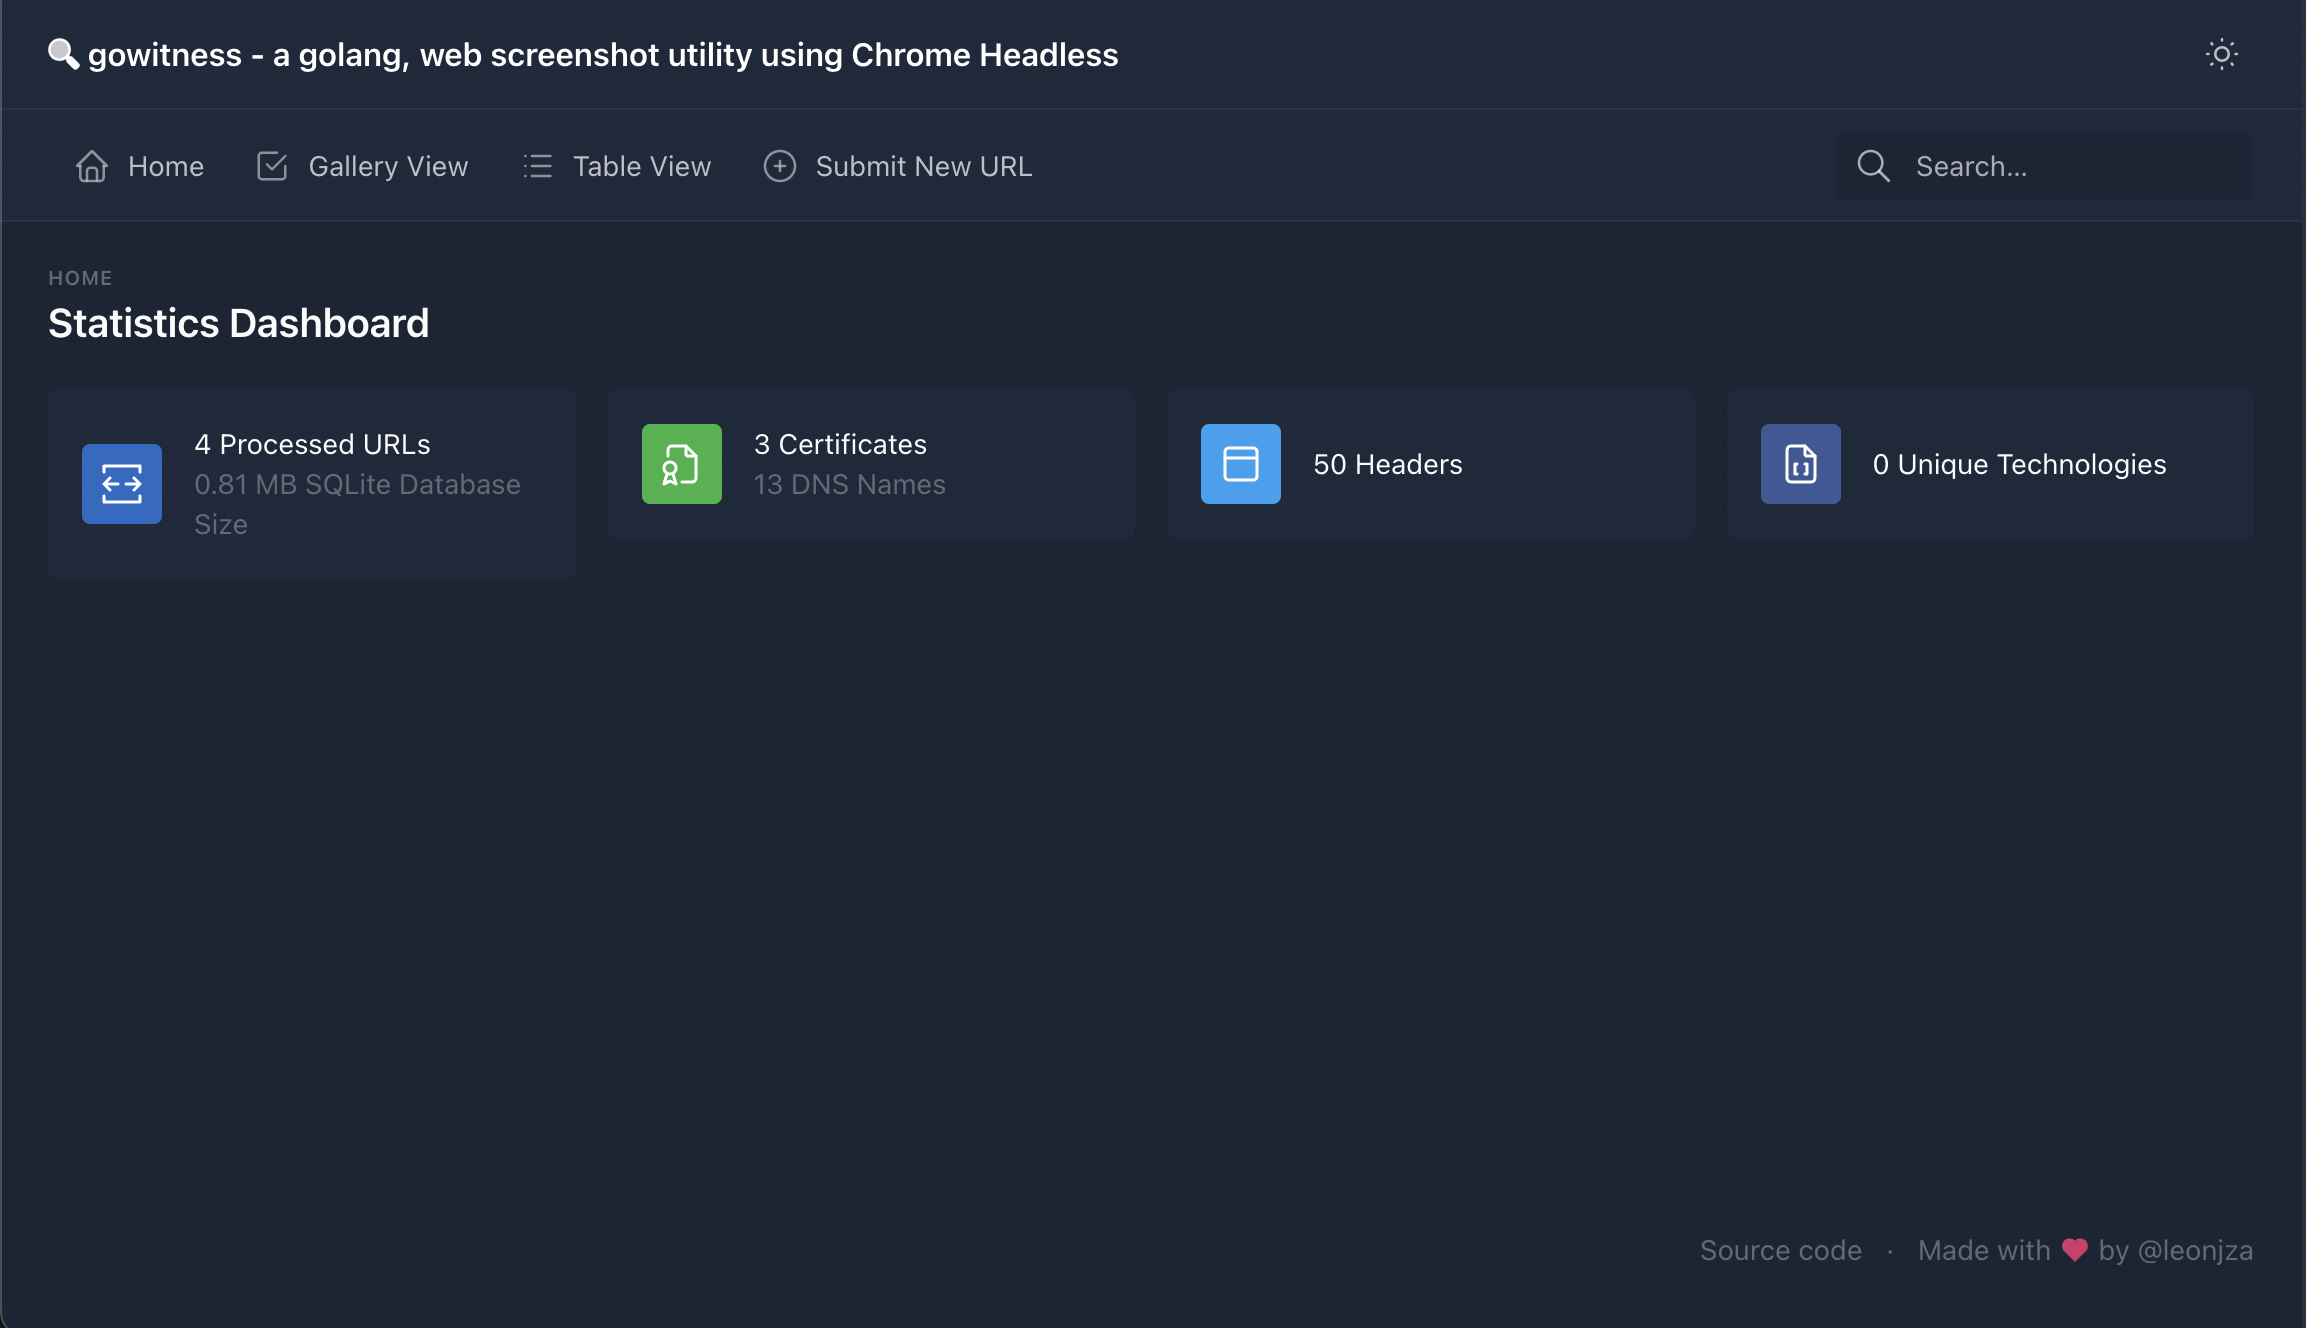 gowitness - a golang, web screenshot utility using Chrome Headless
Home
Gallery View
Table View
Submit New URL
Search...
HOME
Statistics Dashboard
4 Processed URLs
0.81 MB SQLite Database
Size
3 Certificates
13 DNS Names
50 Headers
0 Unique Technologies
Source code · Made with ♥ by @leonjza